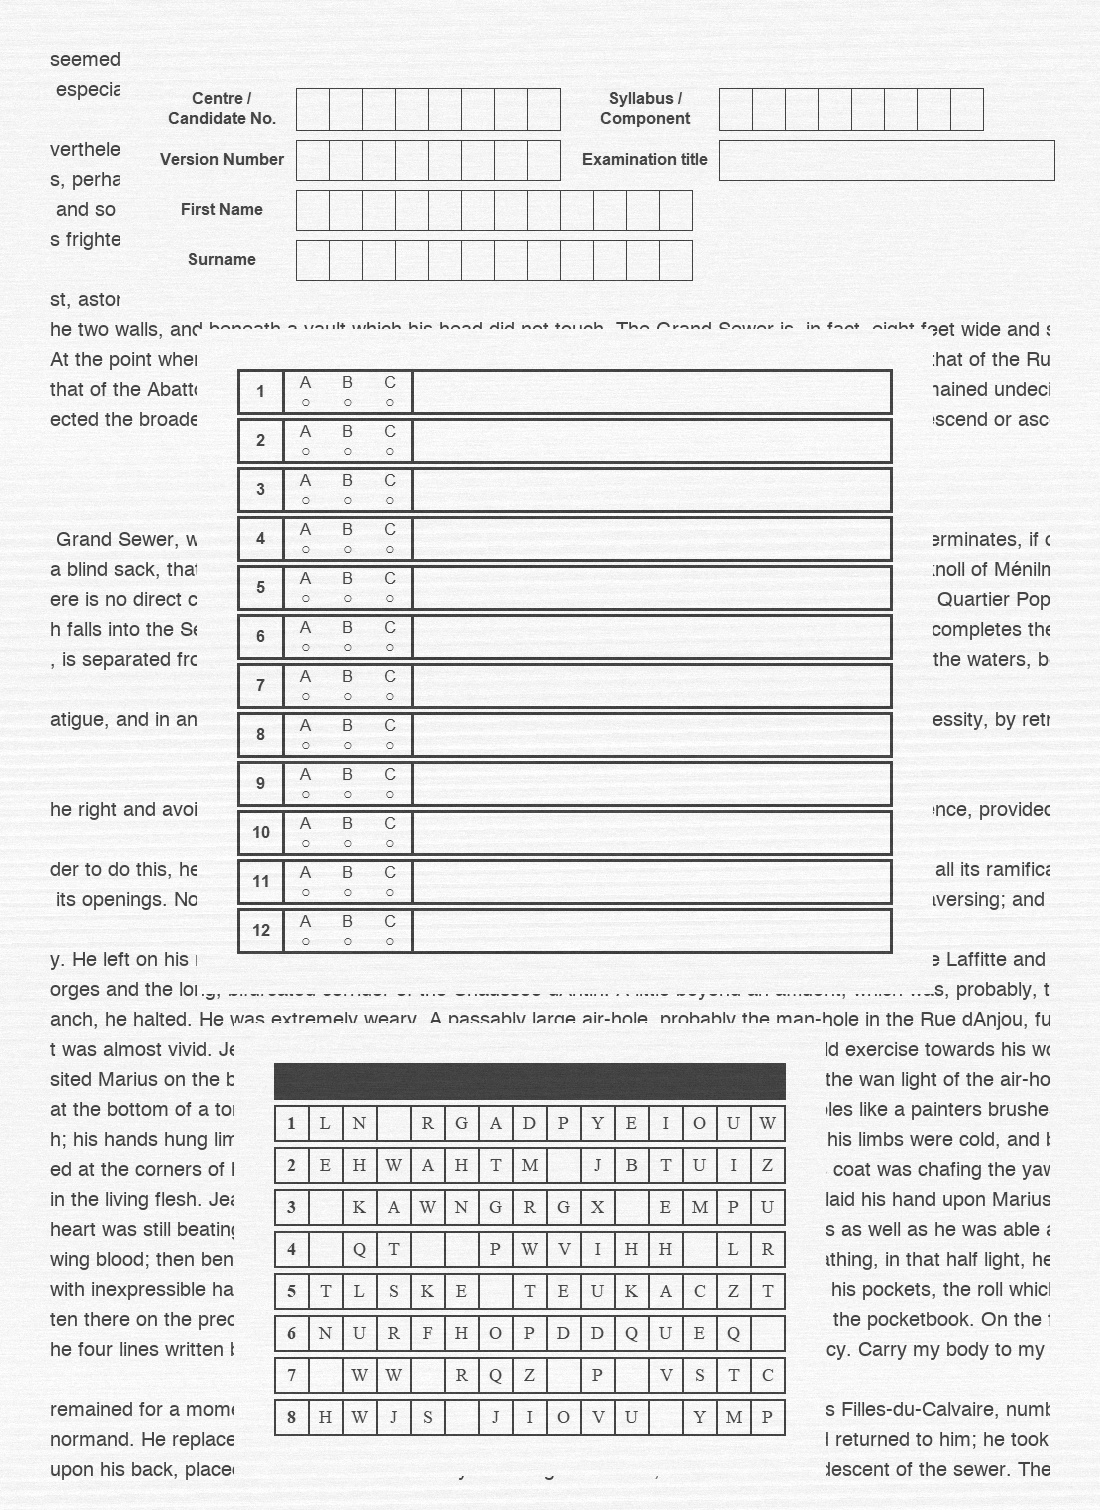 seemed
especia
Centre /
Candidate No.
Syllabus /
Component
verthele
Version Number
Examination title
s, perha
and so
First Name
s frighte
Surname
st, astor
he two walls, and beneath a vault which his head did not touch. The Grand Sewer is, in fact, eight feet wide and s
At the point wher that of the Ru
that of the Abatto mained undeci
ected the broade escend or asc
1 A B C
2 A B C
3 A B C
4 A B C
5 A B C
6 A B C
7 A B C
8 A B C
9 A B C
10 A B C
11 A B C
12 A B C
Grand Sewer, w erminates, if
a blind sack, that knoll of Ménilm
ere is no direct c Quartier Pop
h falls into the Se completes the
, is separated fro the waters, b
atigue, and in an essity, by retr
he right and avoi ence, provided
der to do this, he all its ramifica
its openings. No aversing; and
y. He left on his e Laffitte and
orges and the long, bifurcated corridor of the Chaussée dAntin. A little beyond an affluent, which was, probably, t
anch, he halted. He was extremely weary. A passably large air-hole, probably the man-hole in the Rue dAnjou, fu
t was almost vivid. Je ld exercise towards his wo
sited Marius on the b the wan light of the air-ho
at the bottom of a tom bles like a painters brushe
h; his hands hung lim his limbs were cold, and b
ed at the corners of coat was chafing the yaw
in the living flesh. Jea laid his hand upon Marius
heart was still beating s as well as he was able a
wing blood; then ben athing, in that half light, he
with inexpressible ha his pockets, the roll which
ten there on the prec the pocketbook. On the f
he four lines written b cy. Carry my body to my
remained for a mome s Filles-du-Calvaire, numb
normand. He replace returned to him; he took
upon his back, placed descent of the sewer. The
1 L N R G A D P Y E I O U W
2 E H W A H T M J B T U I Z
3 K A W N G R G X E M P U
4 Q T P W V I H H L R
5 T L S K E T E U K A C Z T
6 N U R F H O P D D Q U E Q
7 W W R Q Z P V S T C
8 H W J S J I O V U Y M P